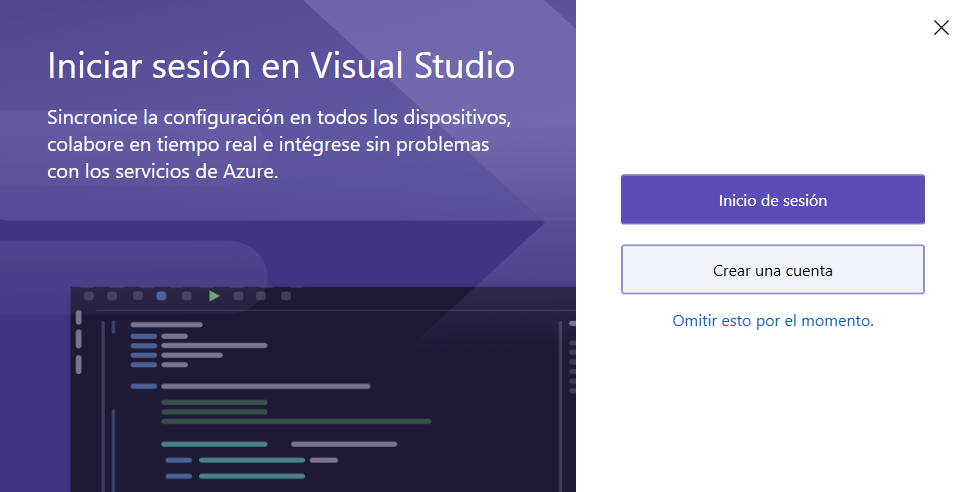 Iniciar sesión en Visual Studio
Sincronice la configuración en todos los dispositivos,
colabore en tiempo real e intégrese sin problemas
con los servicios de Azure.
Inicio de sesión
Crear una cuenta
Omitir esto por el momento.